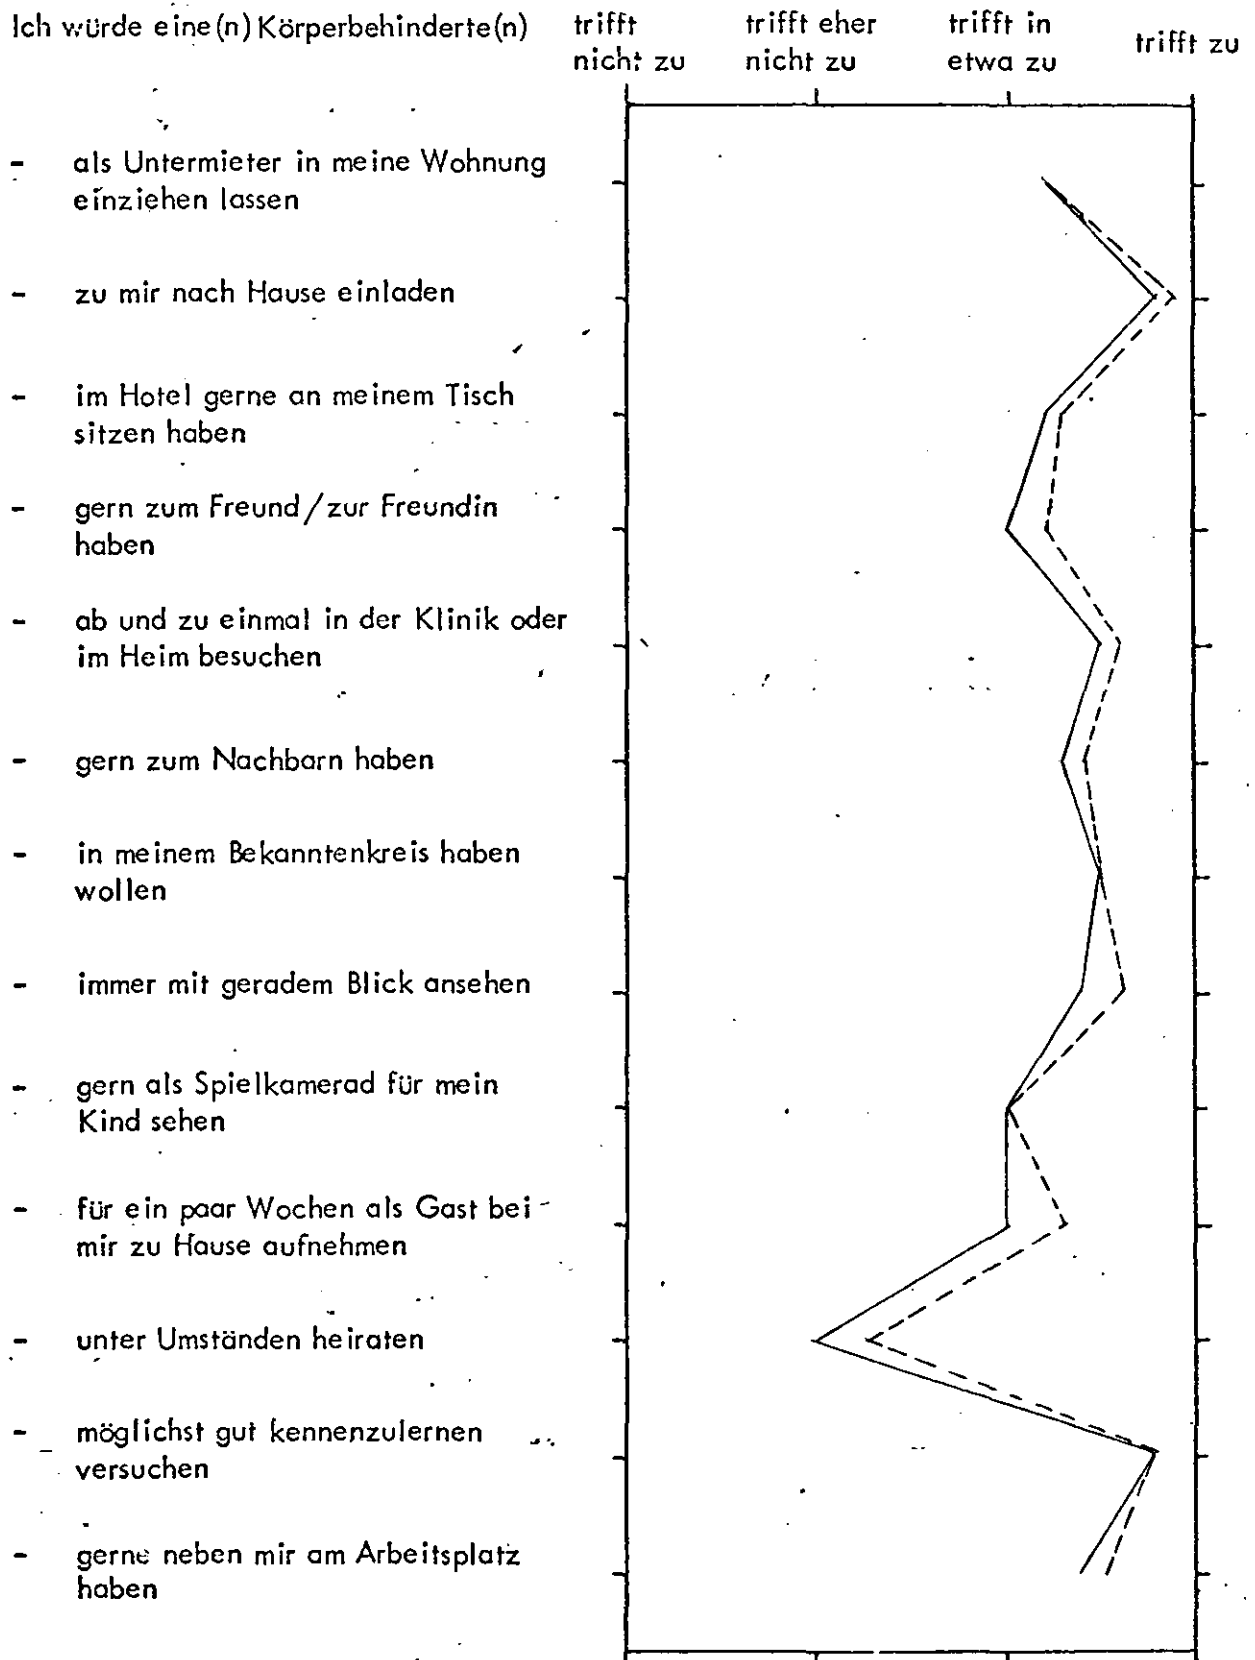 Ich würde eine(n) Körperbehinderte(n)
trifft nicht zu
trifft eher nicht zu
trifft in etwa zu
trifft zu
- als Untermieter in meine Wohnung
einziehen lassen
- zu mir nach Hause einladen
- im Hotel gerne an meinem Tisch
sitzen haben
- gern zum Freund/zur Freundin
haben
- ab und zu einmal in der Klinik oder
im Heim besuchen
- gern zum Nachbarn haben
- in meinem Bekanntenkreis haben
wollen
- immer mit geradem Blick ansehen
- gern als Spielkamerad für mein
Kind sehen
- für ein paar Wochen als Gast bei
mir zu Hause aufnehmen
- unter Umständen heiraten
- möglichst gut kennenzulernen
versuchen
- gerne neben mir am Arbeitsplatz
haben